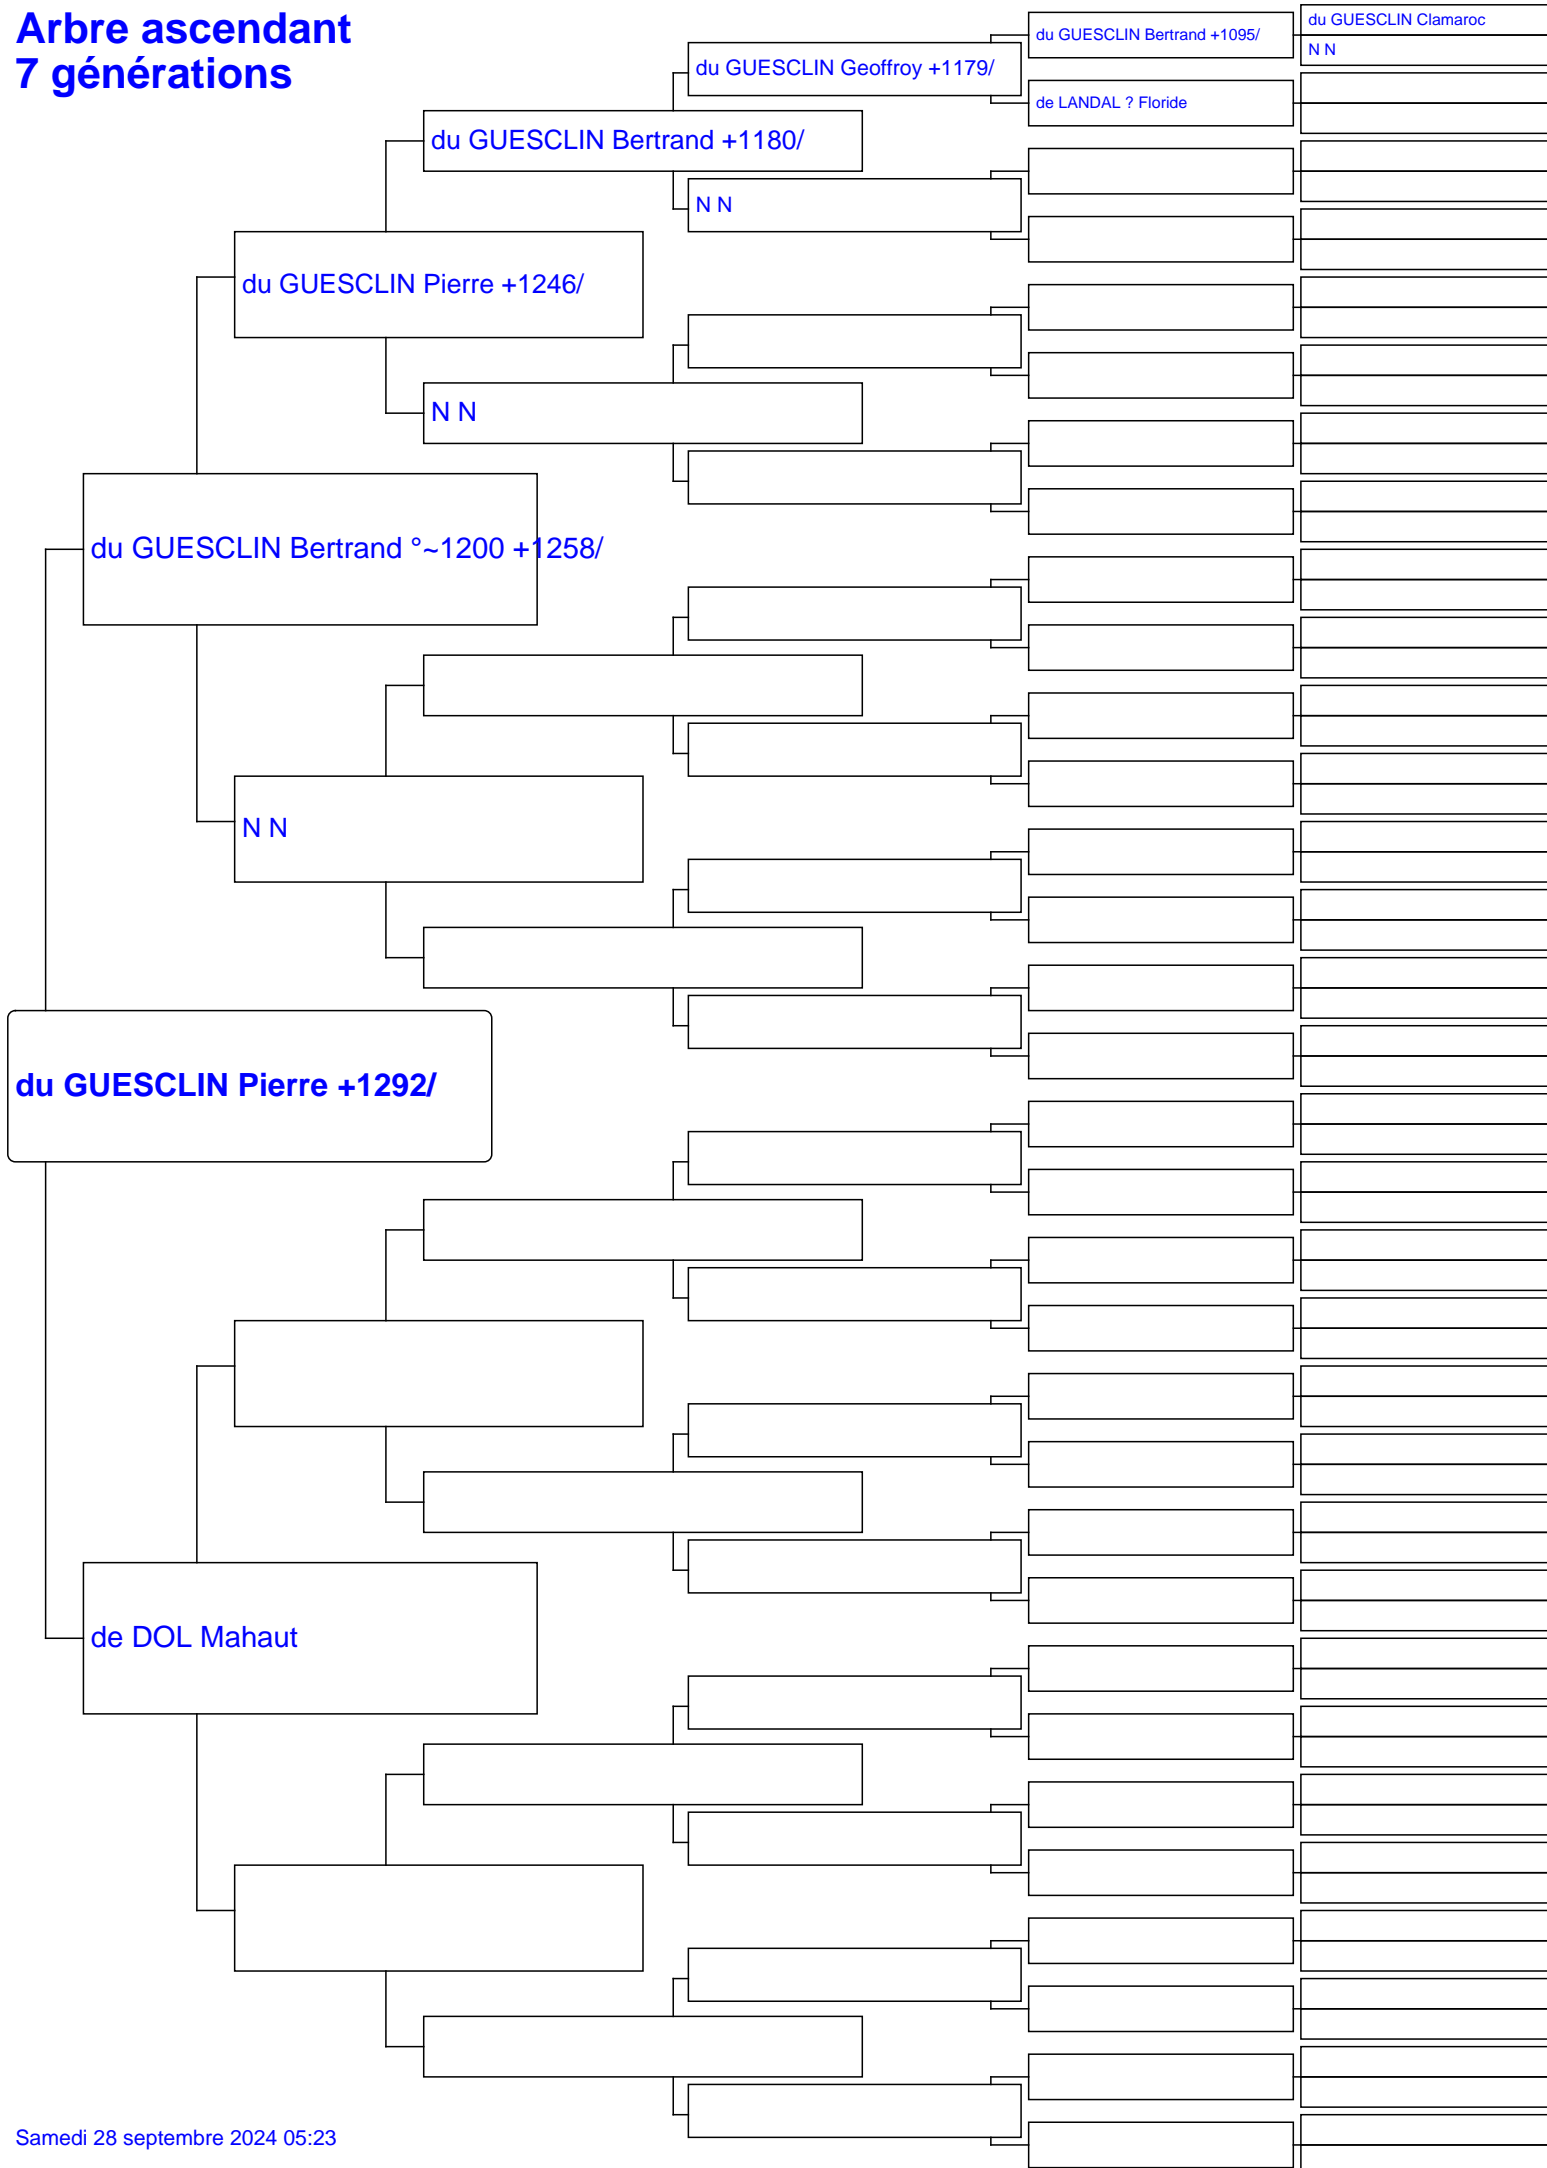 Arbre ascendant
7 générations
du GUESCLIN Clamaroc
du GUESCLIN Bertrand +1095/
N N
du GUESCLIN Geoffroy +1179/
de LANDAL ? Floride
du GUESCLIN Bertrand +1180/
N N
du GUESCLIN Pierre +1246/
N N
du GUESCLIN Bertrand °~1200 +1258/
N N
du GUESCLIN Pierre +1292/
de DOL Mahaut
Samedi 28 septembre 2024 05:23